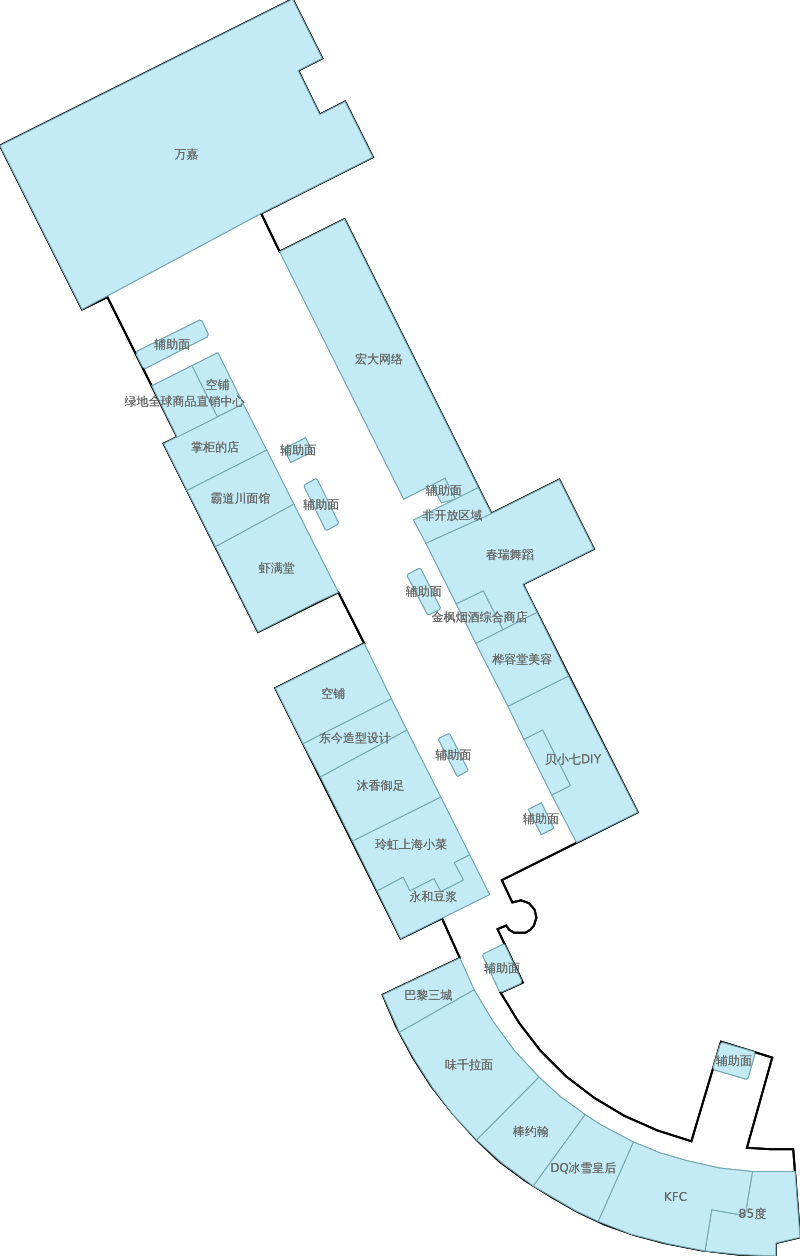 万嘉
辅助面
宏大网络
空铺
绿地全球商品直销中心
掌柜的店
辅助面
霸道川面馆
辅助面
辅助面
非开放区域
春瑞舞蹈
虾满堂
辅助面
金枫烟酒综合商店
桦容堂美容
空铺
东今造型设计
辅助面
贝小七DIY
沐香御足
辅助面
玲虹上海小菜
永和豆浆
辅助面
巴黎三城
味千拉面
辅助面
棒约翰
DQ冰雪皇后
KFC
85度